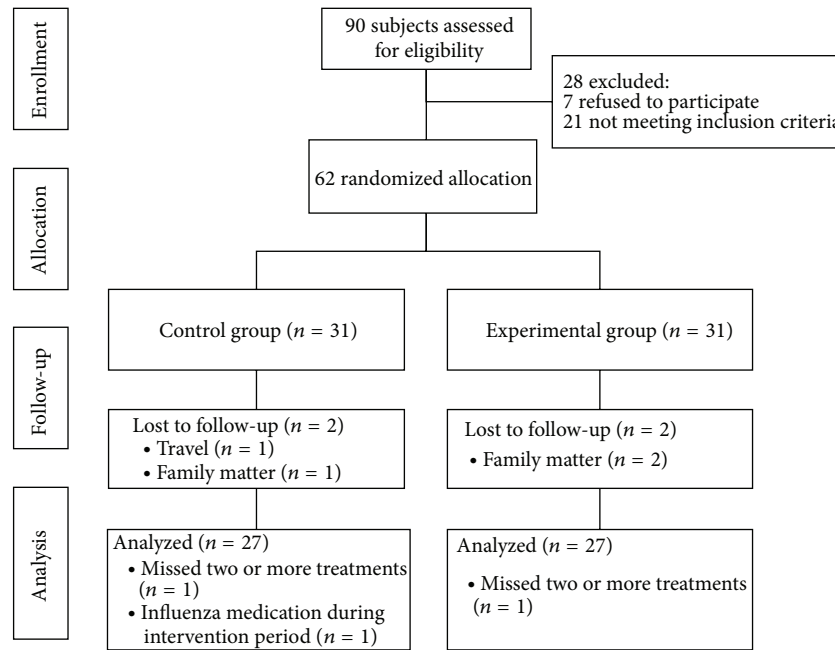 Enrollment
90 subjects assessed
for eligibility
28 excluded:
7 refused to participate
21 not meeting inclusion criteria
Allocation
62 randomized allocation
Control group (n = 31)
Experimental group (n = 31)
Follow-up
Lost to follow-up (n = 2)
• Travel (n = 1)
• Family matter (n = 1)
Lost to follow-up (n = 2)
• Family matter (n = 2)
Analysis
Analyzed (n = 27)
• Missed two or more treatments
(n = 1)
• Influenza medication during
intervention period (n = 1)
Analyzed (n = 27)
• Missed two or more treatments
(n = 1)